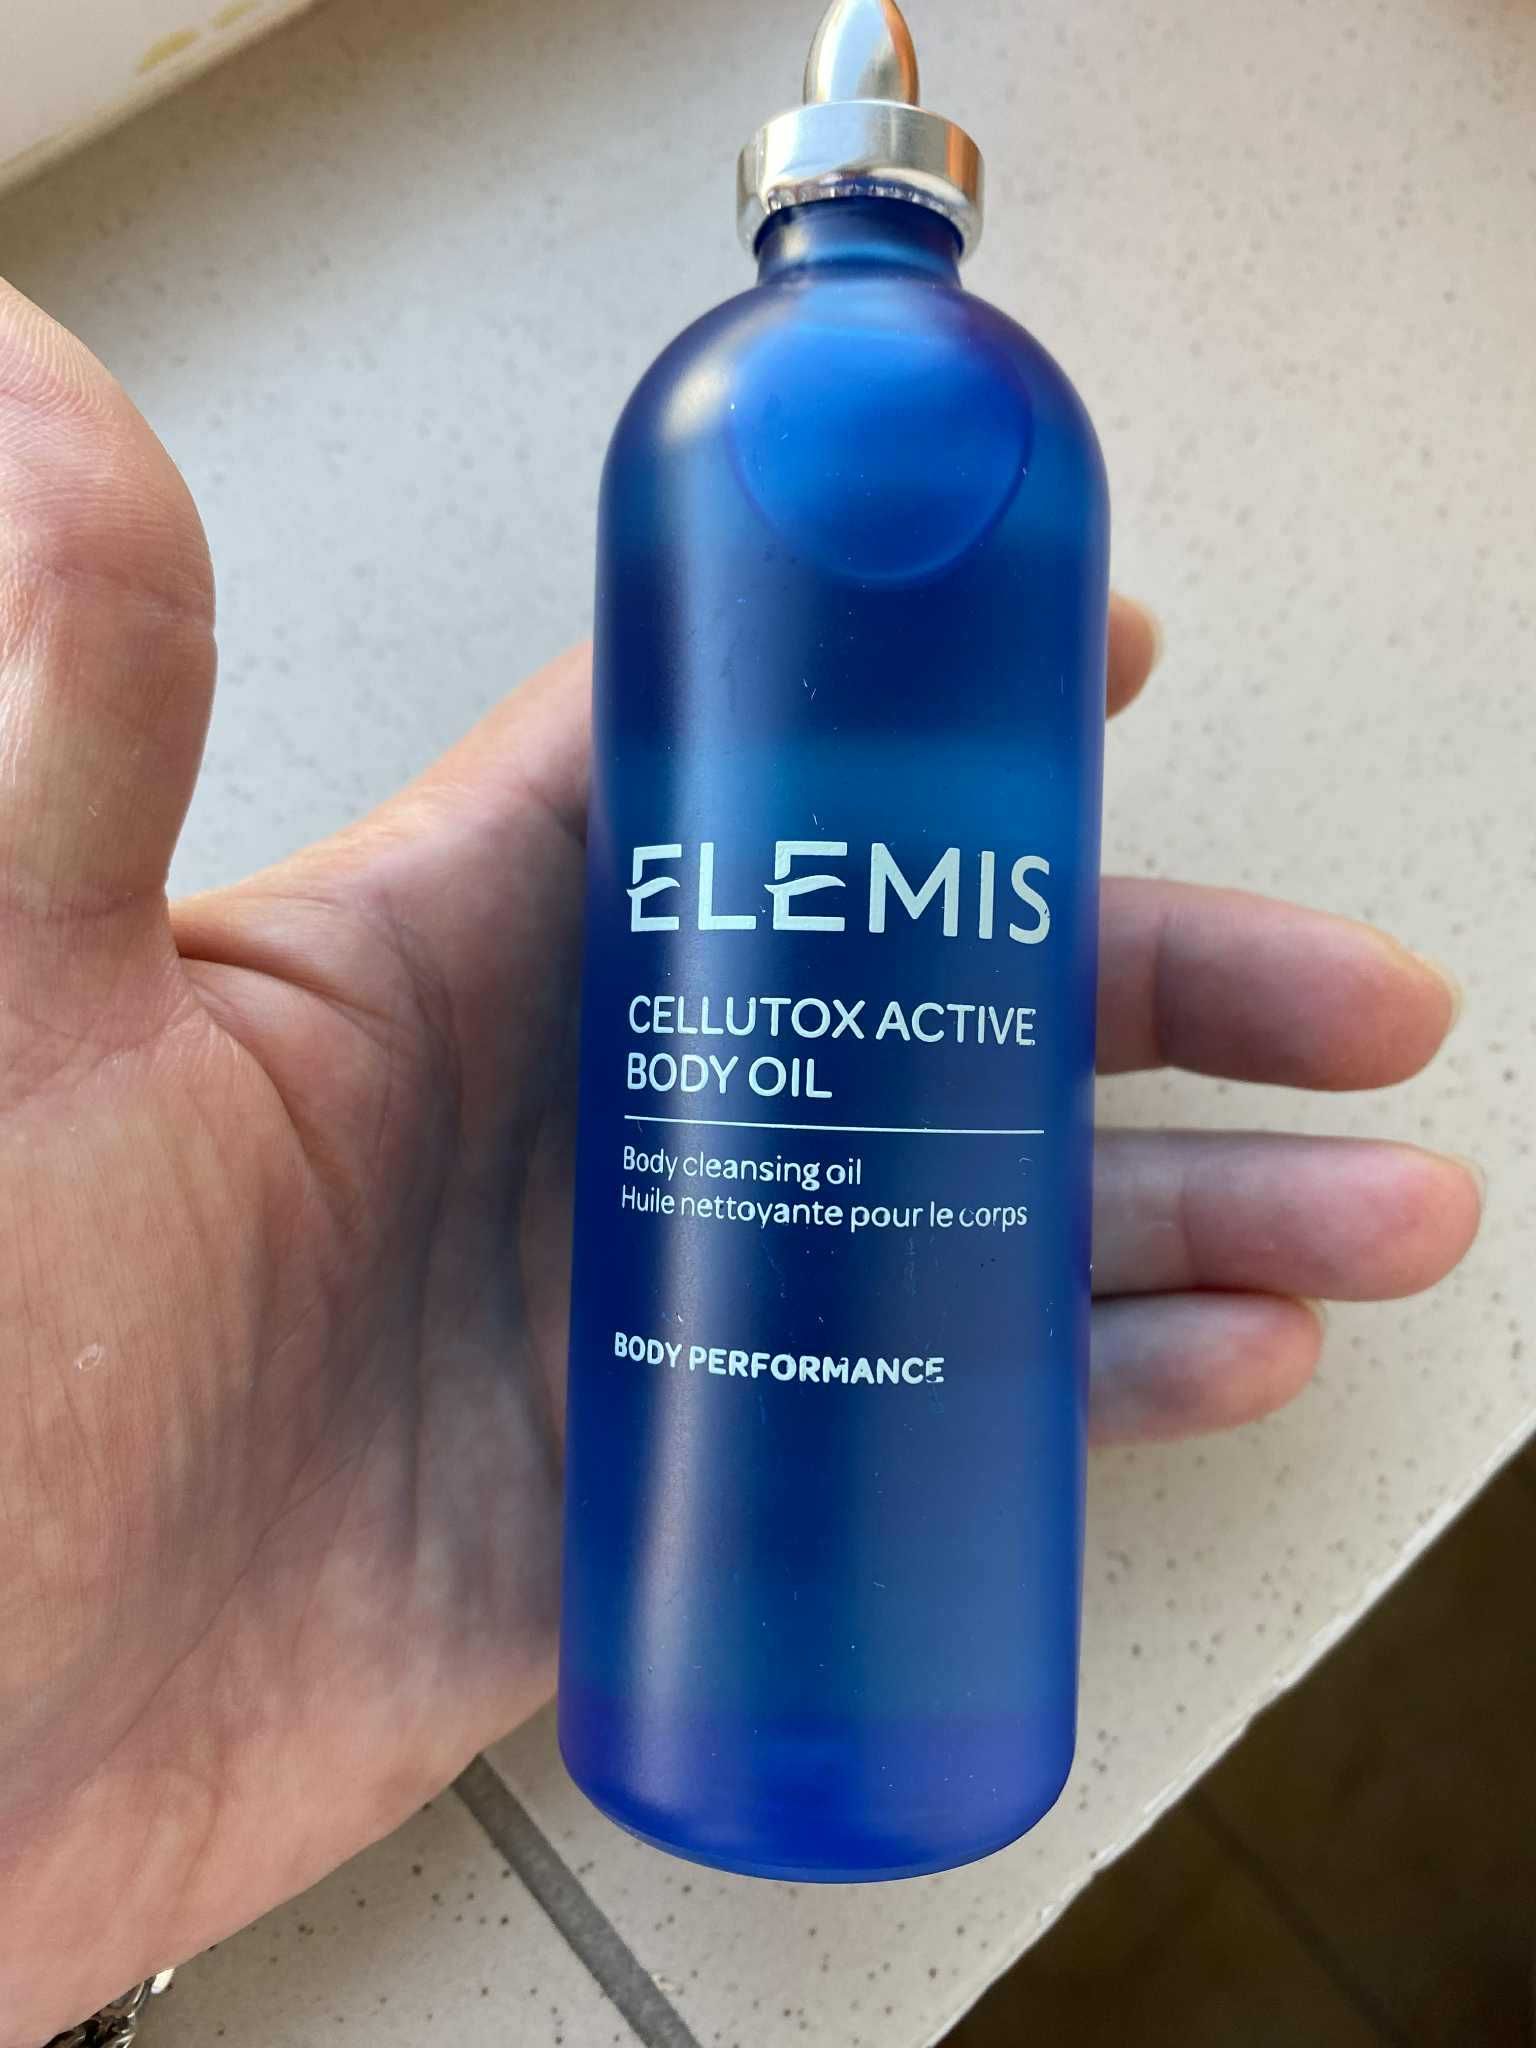 ELEMIS
CELLUTOX ACTIVE
BODY OIL
Body cleansing oil
Huile nettoyante pour le corps
BODY PERFORMANCE